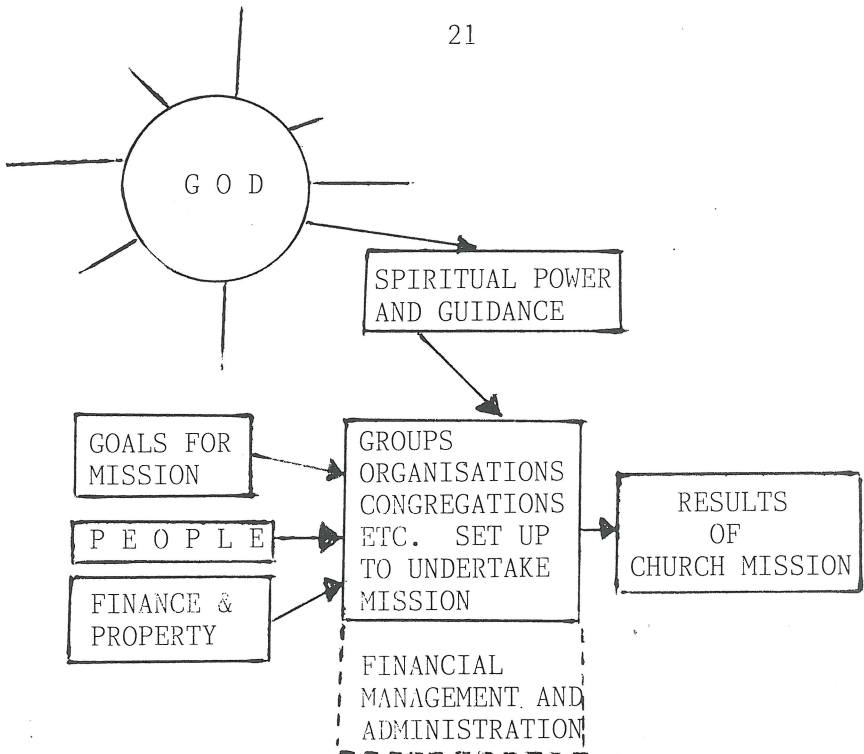 21
G O D
SPIRITUAL POWER
AND GUIDANCE
GOALS FOR
MISSION
P E O P L E
FINANCE &
PROPERTY
GROUPS
ORGANISATIONS
CONGREGATIONS
ETC. SET UP
TO UNDERTAKE
MISSION
RESULTS
OF
CHURCH MISSION
FINANCIAL
MANAGEMENT AND
ADMINISTRATION